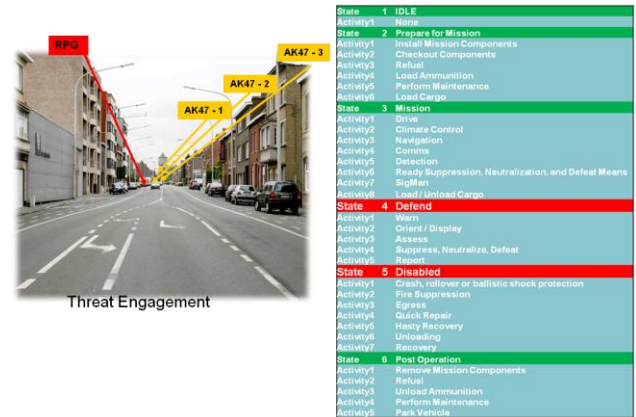 RPG
AK47 - 3
AK47 - 2
AK47 - 1
Threat Engagement
State 1 IDLE
Activity1 None
State 2 Prepare for Mission
Activity1 Install Mission Components
Activity2 Checkout Components
Activity3 Refuel
Activity4 Load Ammunition
Activity5 Perform Maintenance
Activity6 Load Cargo
State 3 Mission
Activity1 Drive
Activity2 Climate Control
Activity3 Navigation
Activity4 Comms
Activity5 Detection
Activity6 Ready Suppression, Neutralization, and Defeat Means
Activity7 SigMan
Activity8 Load / Unload Cargo
State 4 Defend
Activity1 Warn
Activity2 Orient / Display
Activity3 Assess
Activity4 Suppress, Neutralize, Defeat
Activity5 Report
State 5 Disabled
Activity1 Crash, rollover or ballistic shock protection
Activity2 Fire Suppression
Activity3 Egress
Activity4 Quick Repair
Activity5 Hasty Recovery
Activity6 Unloading
Activity7 Recovery
State 6 Post Operation
Activity1 Remove Mission Components
Activity2 Refuel
Activity3 Unload Ammunition
Activity4 Perform Maintenance
Activity5 Park Vehicle